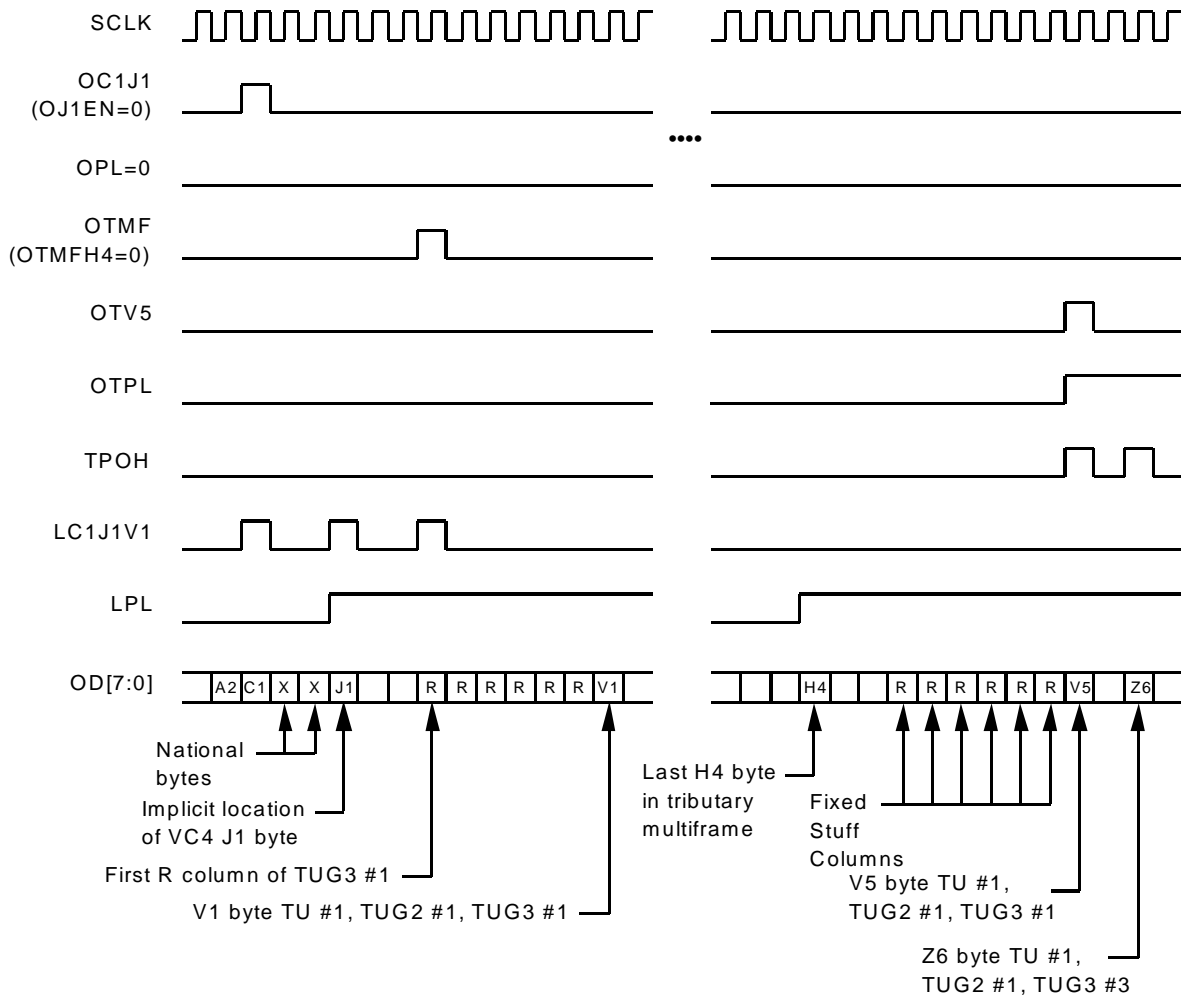 SCLK
OC1J1
(OJ1EN=0)
OPL=0
OTMF
(OTMFH4=0)
OTV5
OTPL
TPOH
LC1J1V1
LPL
OD[7:0]
A2 C1 X X J1 R R R R R R V1 H4 R R R R R R V5 Z6
National
bytes
Implicit location
of VC4 J1 byte
First R column of TUG3 #1
V1 byte TU #1, TUG2 #1, TUG3 #1
Last H4 byte
in tributary
multiframe
Fixed
Stuff
Columns
V5 byte TU #1,
TUG2 #1, TUG3 #1
Z6 byte TU #1,
TUG2 #1, TUG3 #3